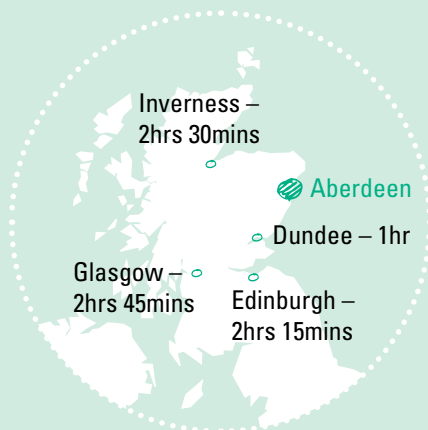 Inverness –
2hrs 30mins
Aberdeen
Dundee – 1hr
Glasgow –
2hrs 45mins
Edinburgh –
2hrs 15mins